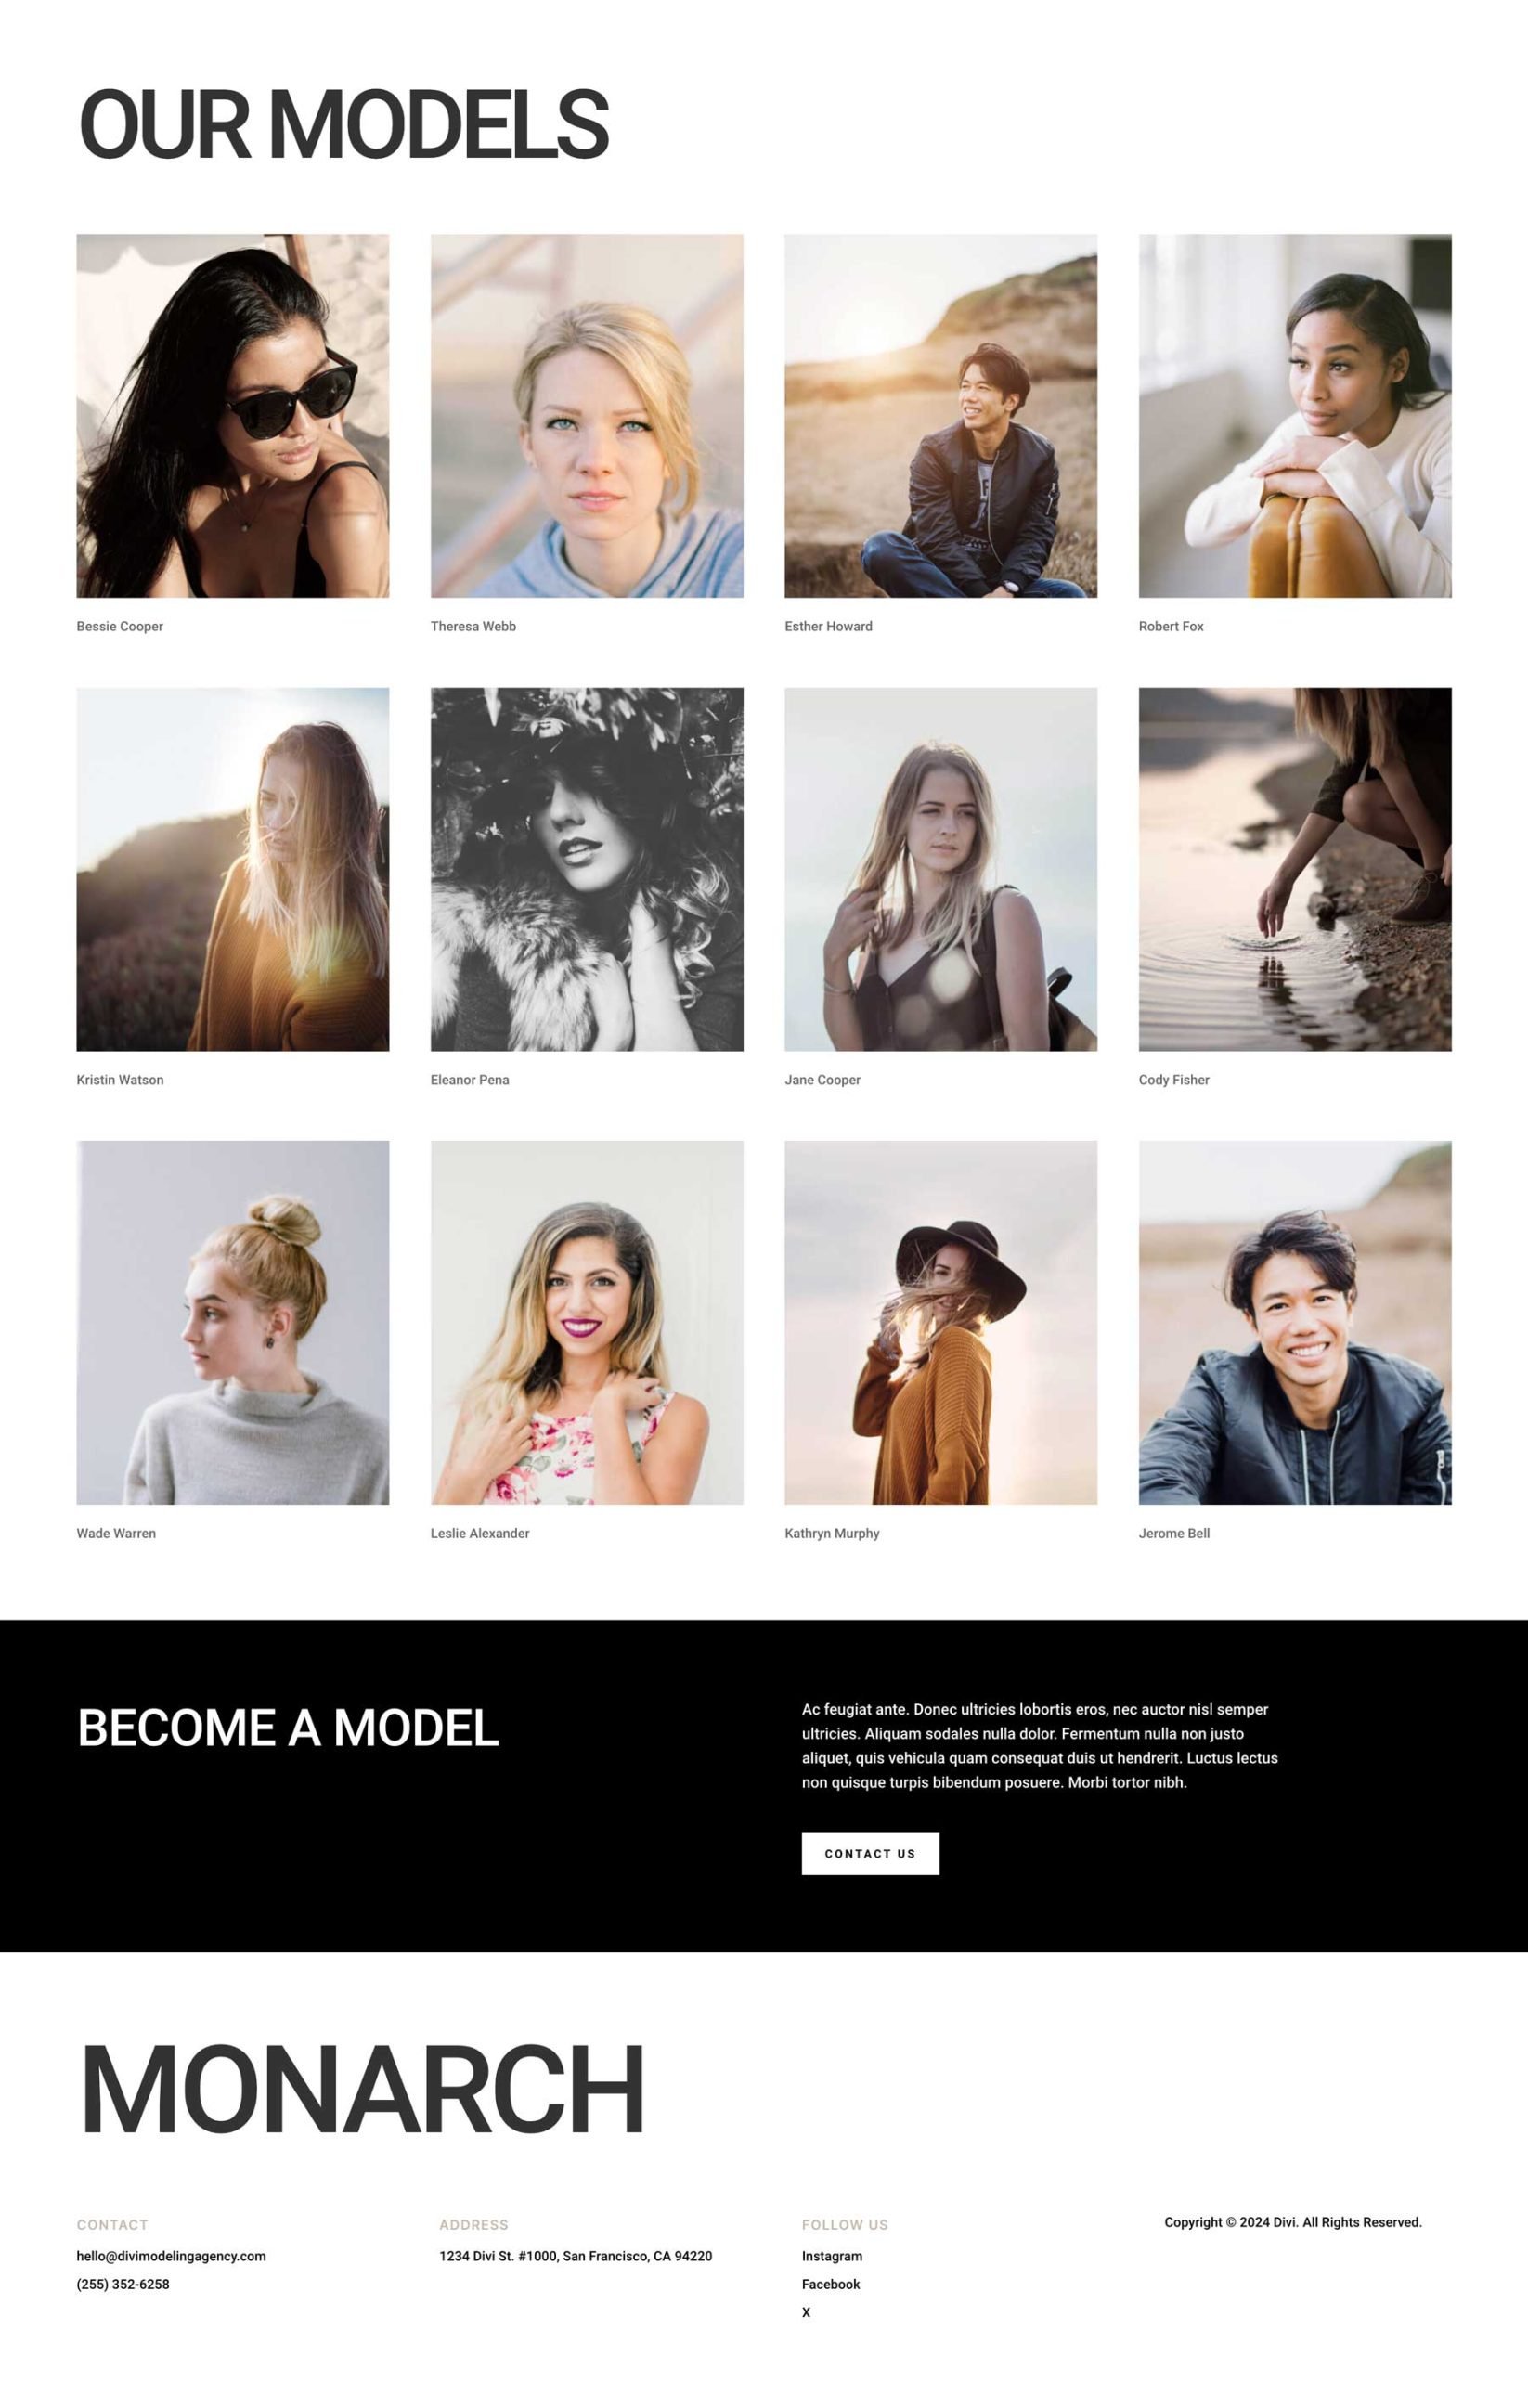 OUR MODELS
Bessie Cooper
Theresa Webb
Esther Howard
Robert Fox
Kristin Watson
Eleanor Pena
Jane Cooper
Cody Fisher
Wade Warren
Leslie Alexander
Kathryn Murphy
Jerome Bell
BECOME A MODEL
Ac feugiat ante. Donec ultricies lobortis eros, nec auctor nisl semper
ultricies. Aliquam sodales nulla dolor. Fermentum nulla non justo
aliquet, quis vehicula quam consequat duis ut hendrerit. Luctus lectus
non quisque turpis bibendum posuere. Morbi tortor nibh.
CONTACT US
MONARCH
CONTACT
hello@divimodelingagency.com
(255) 352-6258
ADDRESS
1234 Divi St. #1000, San Francisco, CA 94220
FOLLOW US
Instagram
Facebook
X
Copyright © 2024 Divi. All Rights Reserved.